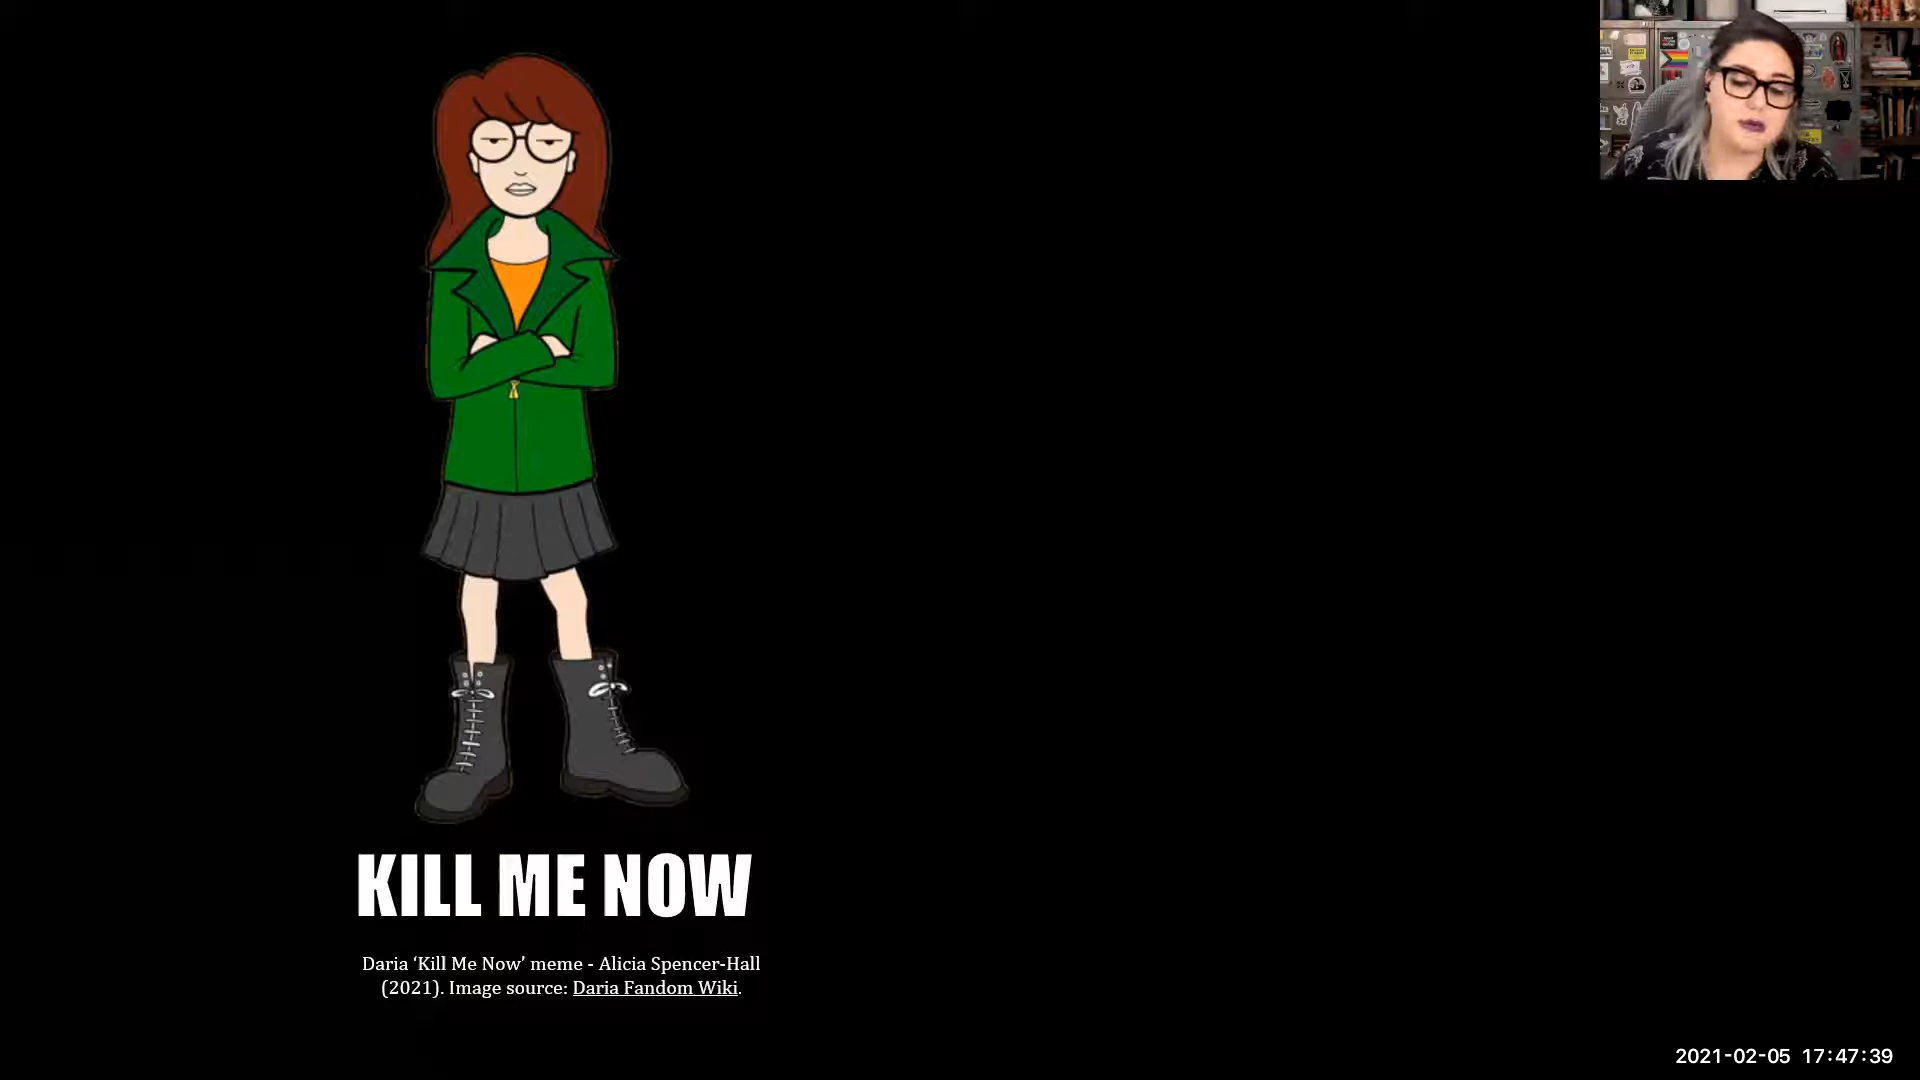 KILL ME NOW
Daria ‘Kill Me Now’ meme - Alicia Spencer-Hall
(2021). Image source: Daria Fandom Wiki.
2021-02-05 17:47:39